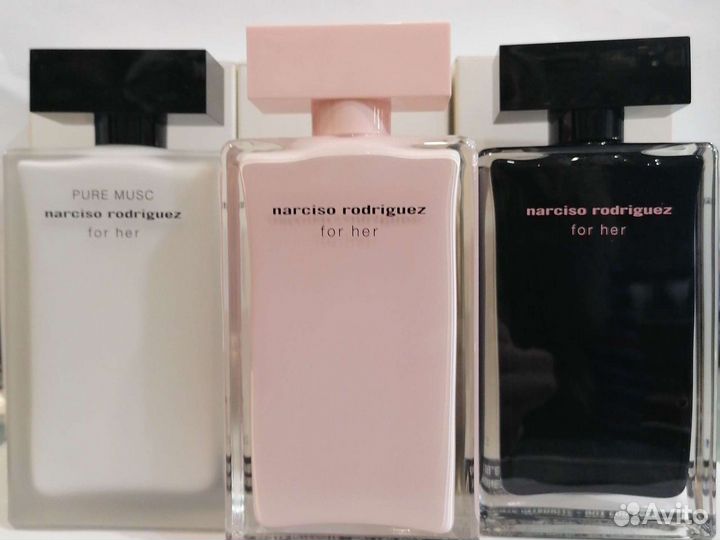 PURE MUSC
narciso rodriguez
for her
narciso rodriguez
for her
narciso rodriguez
for her
Avito